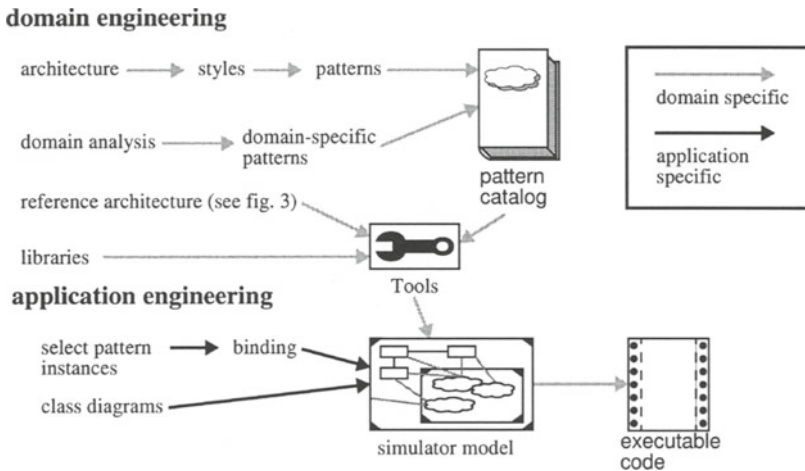 domain engineering
architecture
styles
patterns
domain specific
domain analysis
domain-specific
patterns
application
specific
pattern
catalog
reference architecture (see fig. 3)
libraries
Tools
application engineering
select pattern
instances
binding
class diagrams
simulator model
executable
code